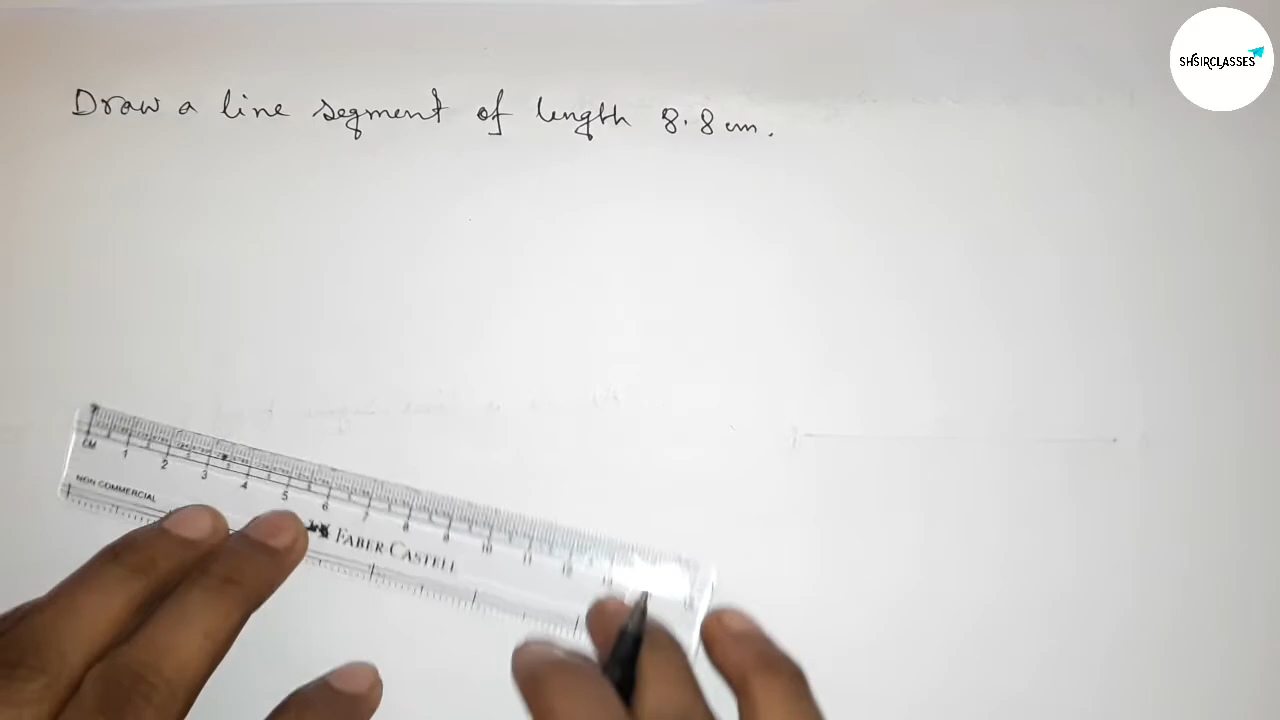 SHSIRCLASSES
Draw a line segment of length 8.8 cm.
CM 1 2 3 4 5 6 7 8 9 10 11 12
NON COMMERCIAL
FABER CASTELL